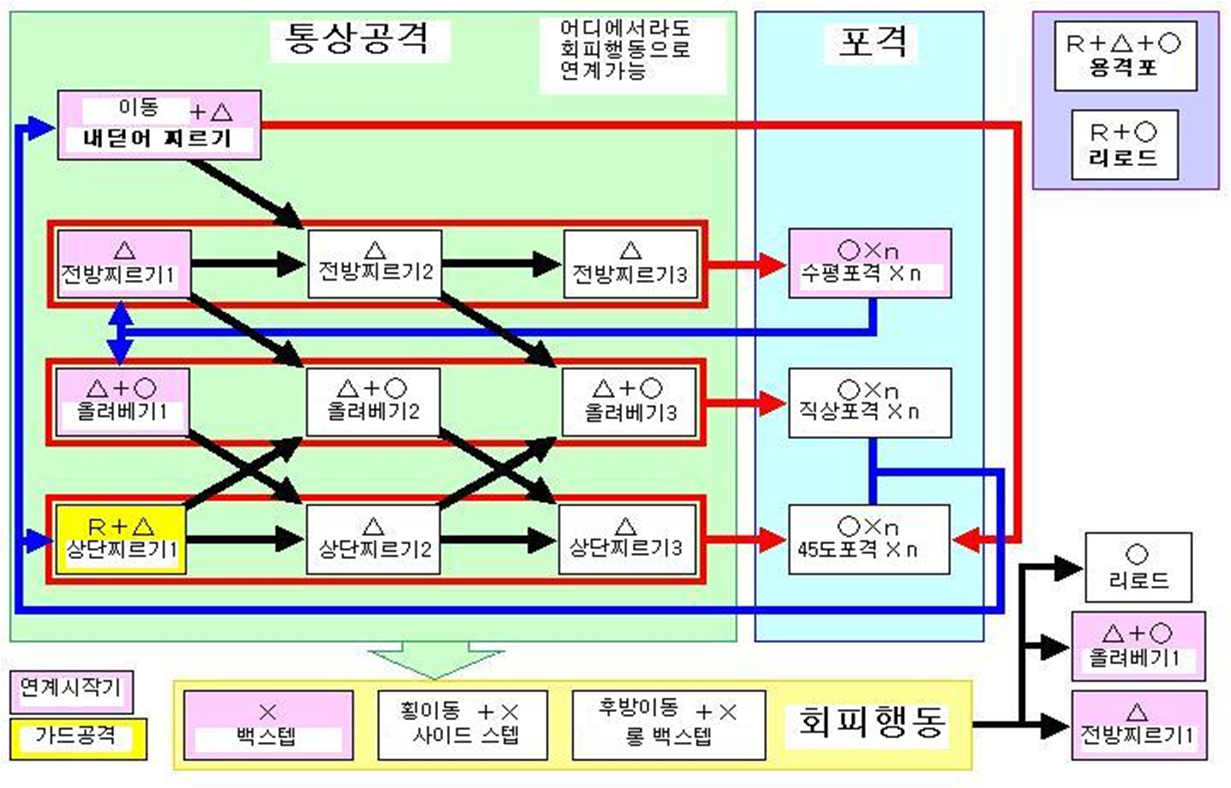 통상공격
어디에서라도
회피행동으로
연계가능
포격
R+△+○
용격포
R+○
리로드
이동 +△
내딛어 찌르기
△
전방찌르기1
△
전방찌르기2
△
전방찌르기3
○×n
수평포격×n
△+○
올려베기1
△+○
올려베기2
△+○
올려베기3
○×n
직상포격×n
R+△
상단찌르기1
△
상단찌르기2
△
상단찌르기3
○×n
45도포격×n
○
리로드
△+○
올려베기1
△
전방찌르기1
연계시작기
가드공격
×
백스텝
횡이동 +×
사이드 스텝
후방이동 +×
롱 백스텝
회피행동